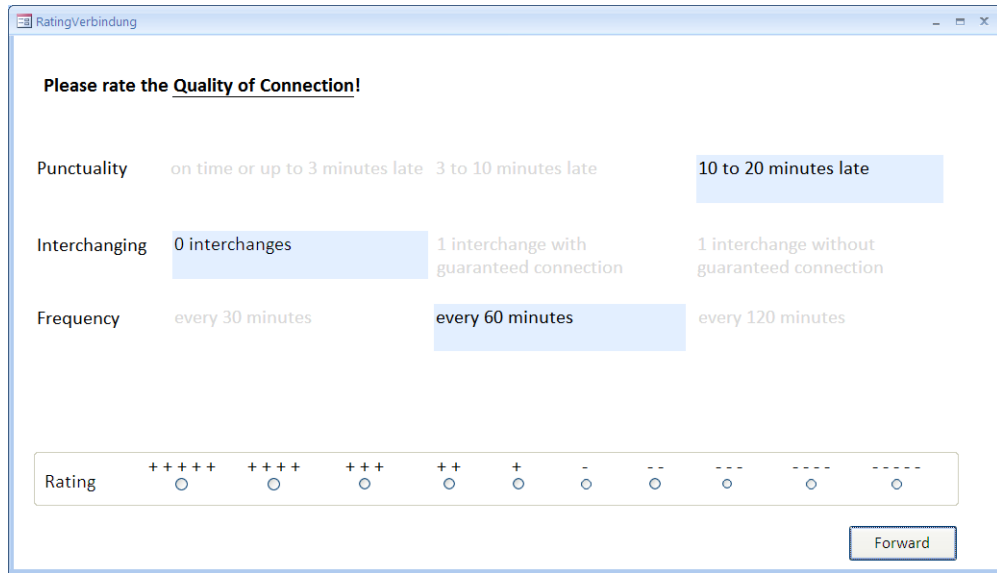 RatingVerbindung
Please rate the Quality of Connection!
Punctuality on time or up to 3 minutes late 3 to 10 minutes late 10 to 20 minutes late
Interchanging 0 interchanges 1 interchange with guaranteed connection 1 interchange without guaranteed connection
Frequency every 30 minutes every 60 minutes every 120 minutes
+ + + + + + + + + + + + + + + - - - - - - - - - - - - - - -
Rating
Forward